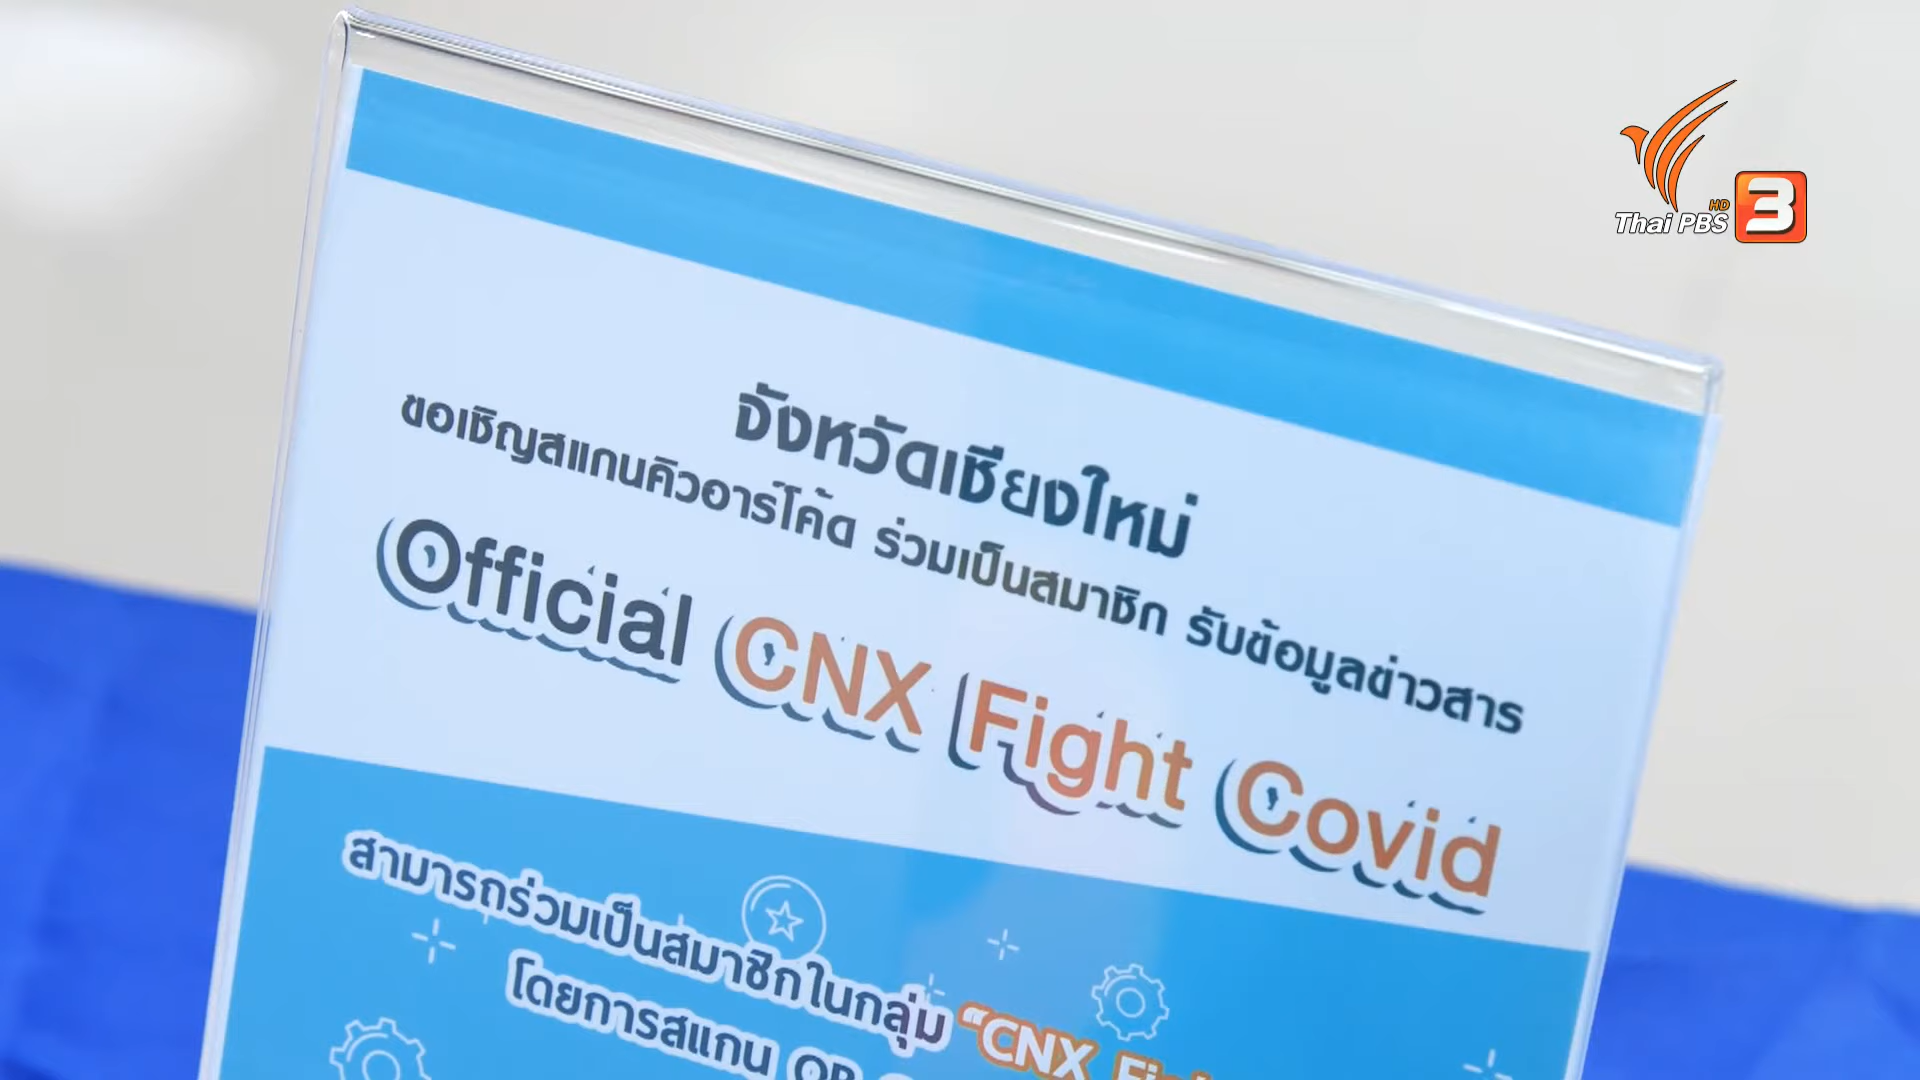 Thai PBS HD 3
จังหวัดเชียงใหม่
ขอเชิญสแกนคิวอาร์โค้ด ร่วมเป็นสมาชิก รับข้อมูลข่าวสาร
Official CNX Fight Covid
สามารถร่วมเป็นสมาชิกในกลุ่ม “CNX
โดยการสแกน